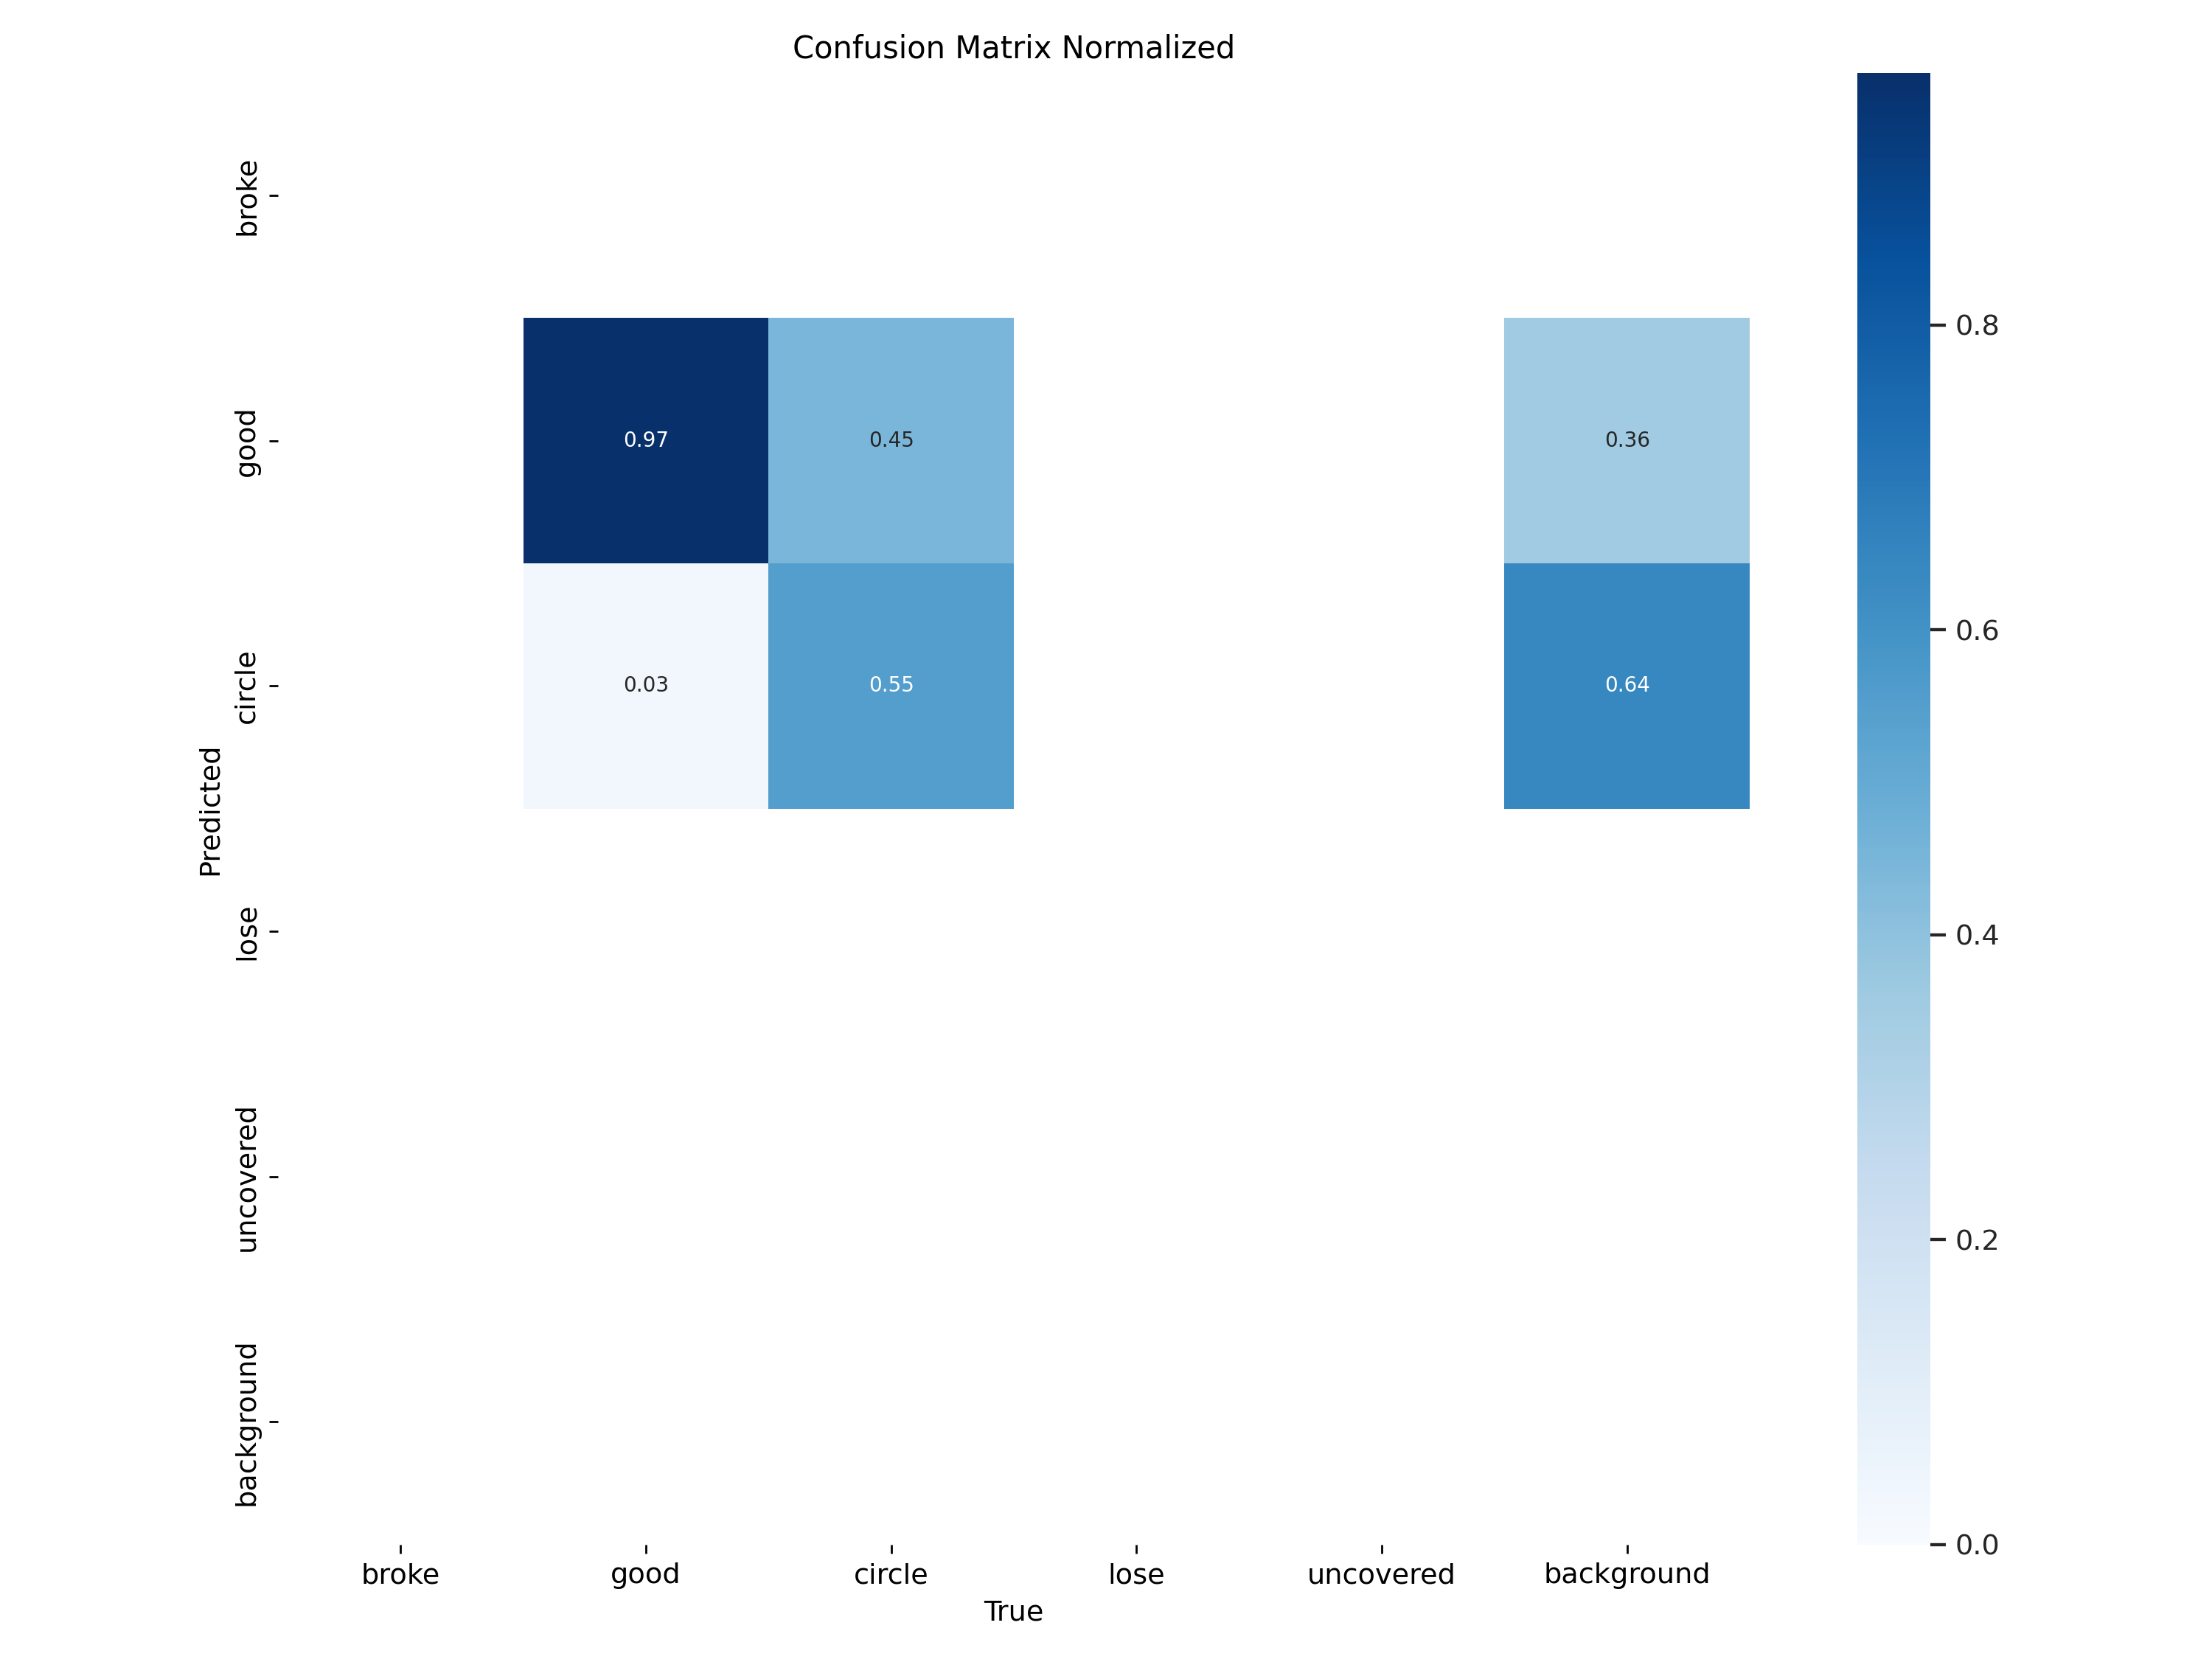 Confusion Matrix Normalized
broke
good
circle
lose
uncovered
background
Predicted
0.97 0.45 0.36
0.03 0.55 0.64
broke good circle lose uncovered background
True
0.8
0.6
0.4
0.2
0.0